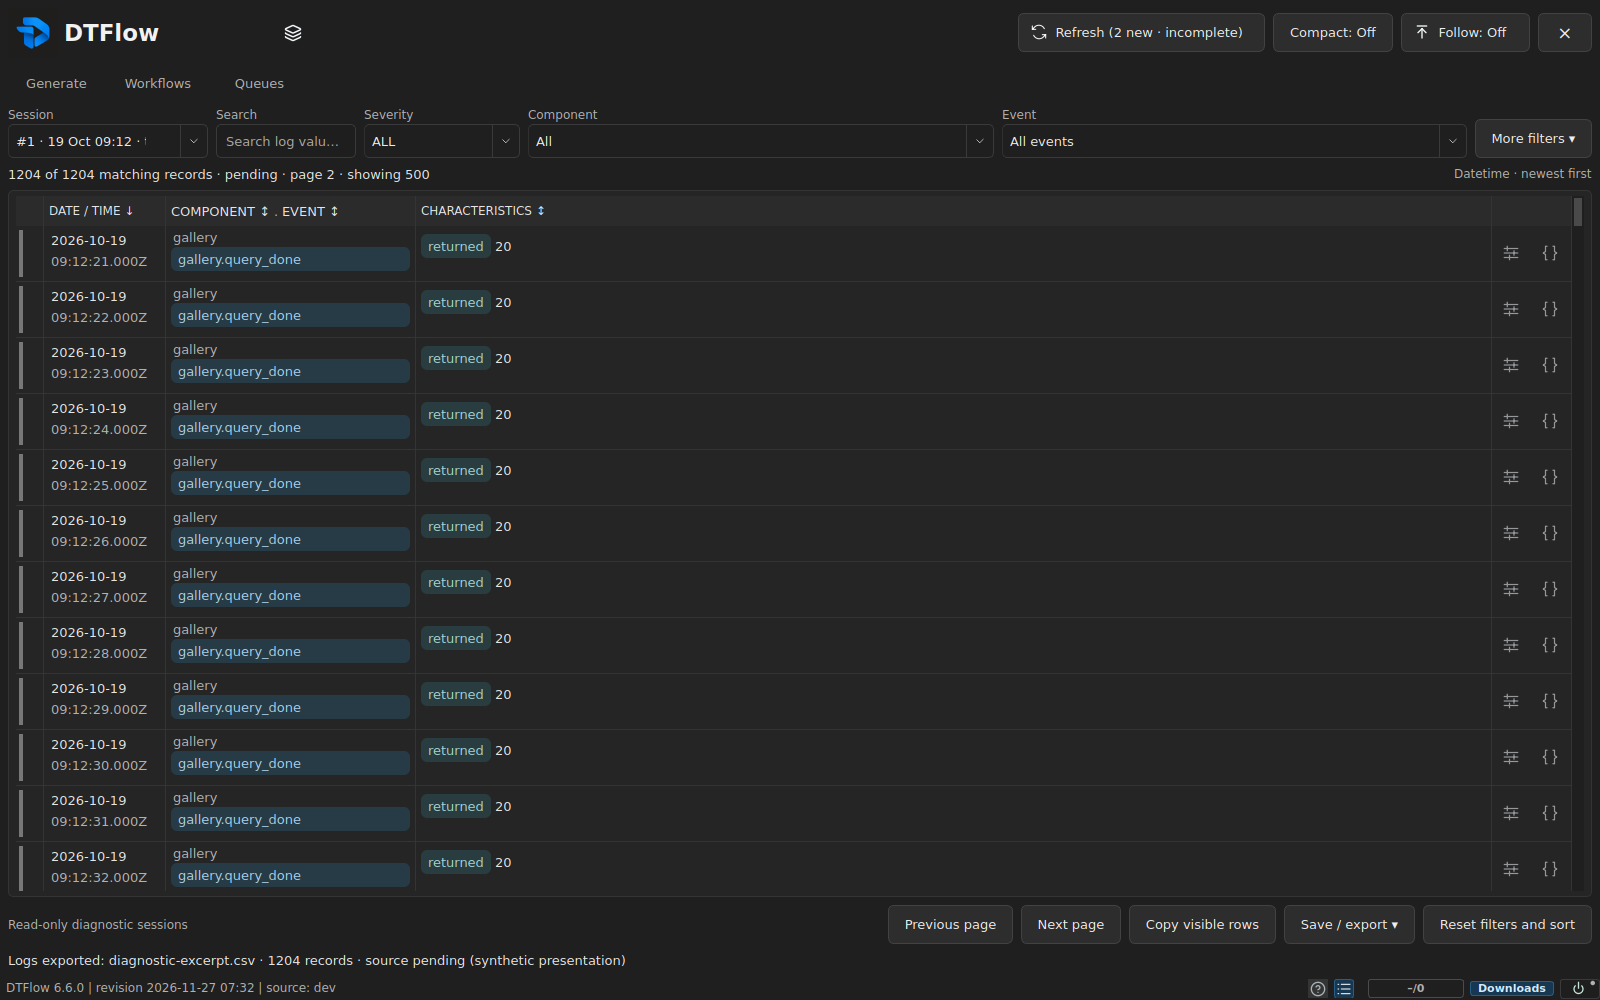 DTFlow
Refresh (2 new · incomplete)
Compact: Off
Follow: Off
Generate Workflows Queues
Session Search Severity Component Event
#1 · 19 Oct 09:12 · Search log valu... ALL All All events More filters ▾
1204 of 1204 matching records · pending · page 2 · showing 500
Datetime · newest first
DATE / TIME ↓ COMPONENT ↕ . EVENT ↕ CHARACTERISTICS ↕
2026-10-19 gallery returned 20
09:12:21.000Z gallery.query_done { }
2026-10-19 gallery returned 20
09:12:22.000Z gallery.query_done { }
2026-10-19 gallery returned 20
09:12:23.000Z gallery.query_done { }
2026-10-19 gallery returned 20
09:12:24.000Z gallery.query_done { }
2026-10-19 gallery returned 20
09:12:25.000Z gallery.query_done { }
2026-10-19 gallery returned 20
09:12:26.000Z gallery.query_done { }
2026-10-19 gallery returned 20
09:12:27.000Z gallery.query_done { }
2026-10-19 gallery returned 20
09:12:28.000Z gallery.query_done { }
2026-10-19 gallery returned 20
09:12:29.000Z gallery.query_done { }
2026-10-19 gallery returned 20
09:12:30.000Z gallery.query_done { }
2026-10-19 gallery returned 20
09:12:31.000Z gallery.query_done { }
2026-10-19 gallery returned 20
09:12:32.000Z gallery.query_done { }
Read-only diagnostic sessions
Previous page Next page Copy visible rows Save / export ▾ Reset filters and sort
Logs exported: diagnostic-excerpt.csv · 1204 records · source pending (synthetic presentation)
DTFlow 6.6.0 | revision 2026-11-27 07:32 | source: dev
-/0 Downloads